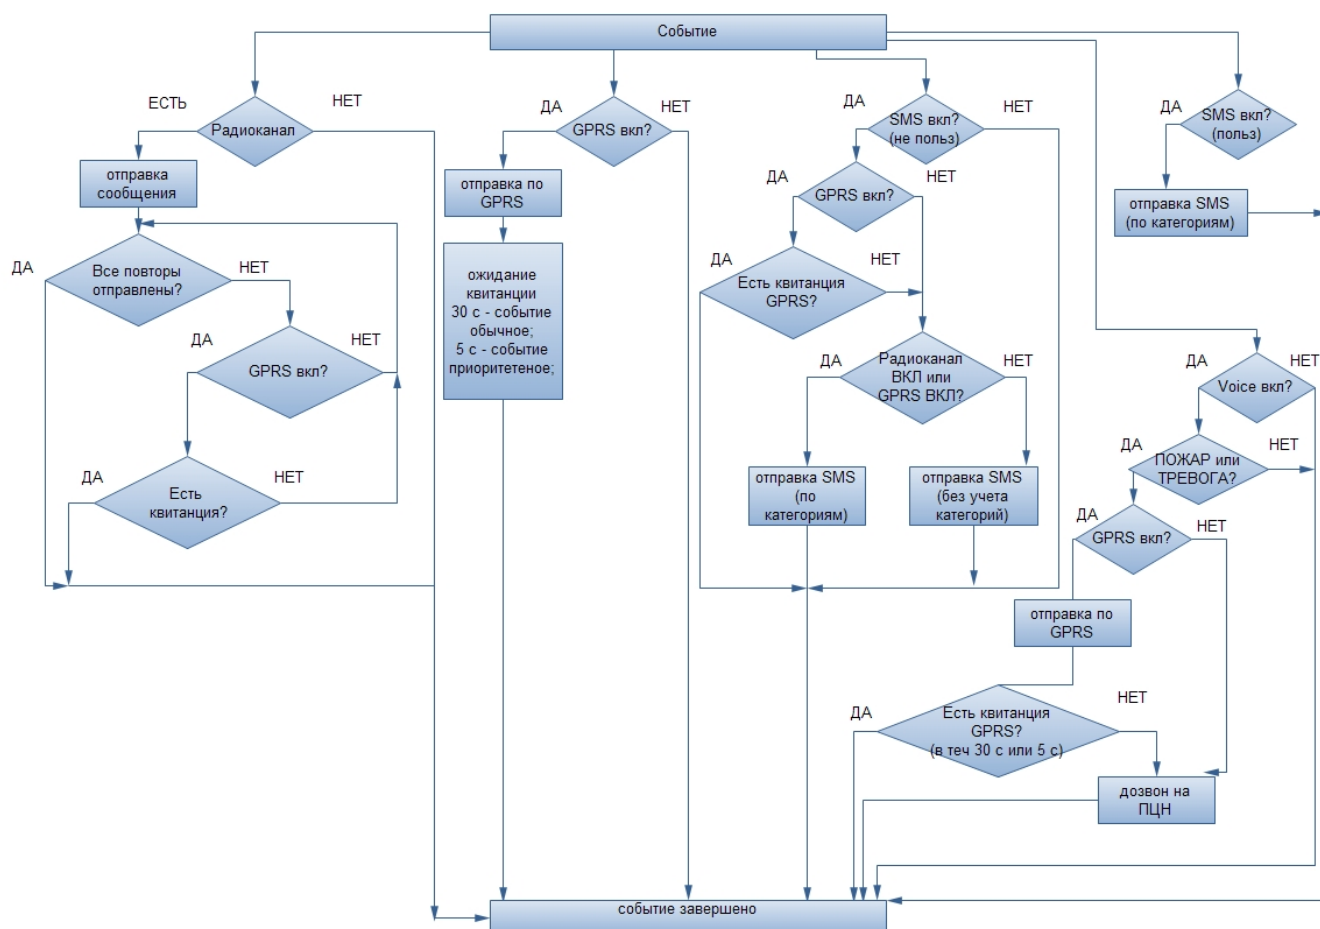 Событие
ЕСТЬ
НЕТ
Радиоканал
отправка
сообщения
ДА
Все повторы
отправлены?
НЕТ
ДА
GPRS вкл?
НЕТ
ДА
Есть
квитанция?
НЕТ
ДА
GPRS вкл?
НЕТ
отправка по
GPRS
ожидание
квитанции
30 с - событие
обычное;
5 с - событие
приоритетеное;
ДА
SMS вкл?
(не польз)
НЕТ
ДА
GPRS вкл?
НЕТ
ДА
Есть квитанция
GPRS?
НЕТ
ДА
Радиоканал
ВКЛ или
GPRS ВКЛ?
НЕТ
отправка SMS
(по
категориям)
отправка SMS
(без учета
категорий)
ДА
SMS вкл?
(польз)
отправка SMS
(по категориям)
ДА
Voice вкл?
НЕТ
ДА
ПОЖАР или
ТРЕВОГА?
НЕТ
ДА
GPRS вкл?
НЕТ
отправка по
GPRS
ДА
Есть квитанция
GPRS?
(в теч 30 с или 5 с)
НЕТ
дозвон на
ПЦН
событие завершено